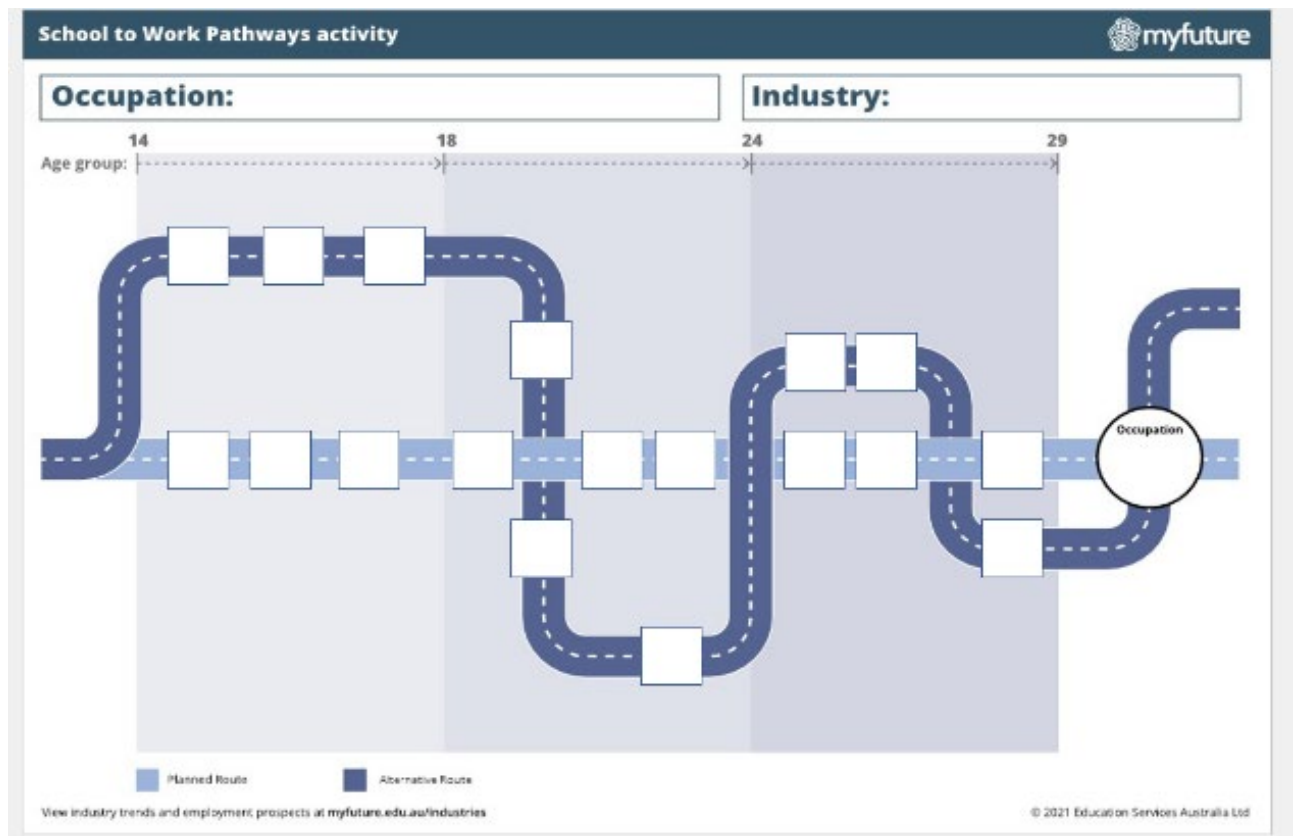 School to Work Pathways activity
myfuture
Occupation:
Industry:
14 18 24 29
Age group:
Occupation
Planned Route
Alternative Route
View industry trends and employment prospects at myfuture.edu.au/industries
© 2021 Education Services Australia Ltd